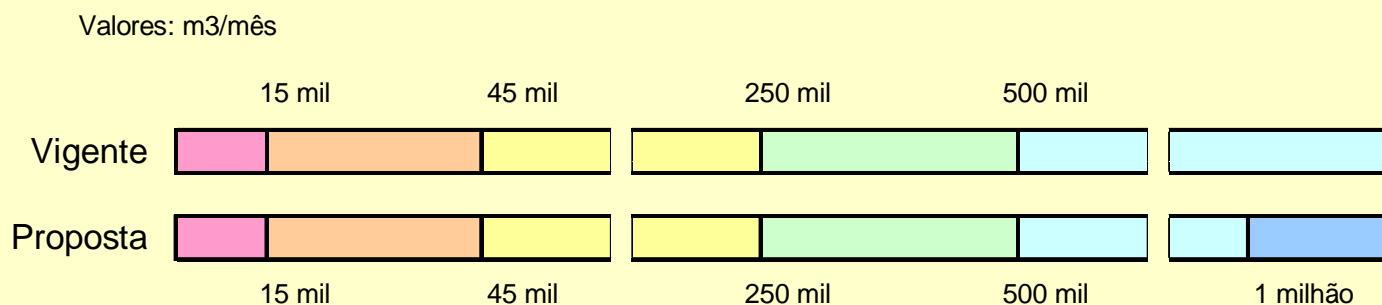 Valores: m3/mês
15 mil 45 mil 250 mil 500 mil
Vigente
Proposta
15 mil 45 mil 250 mil 500 mil 1 milhão